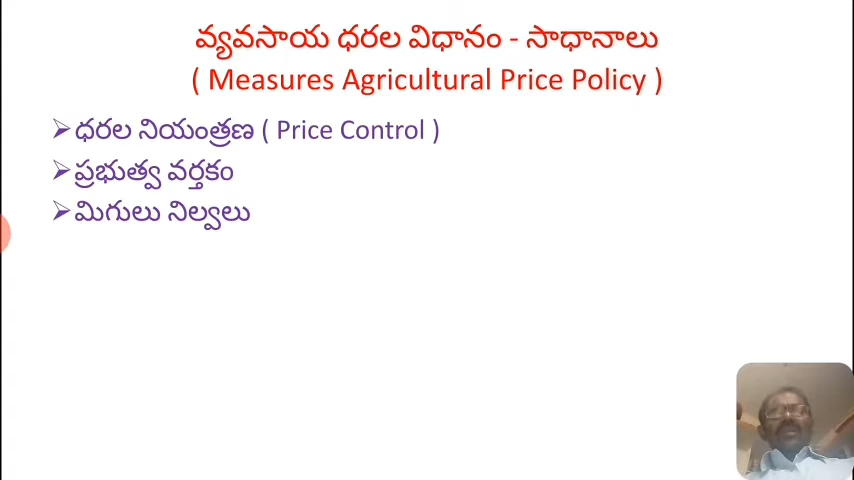 వ్యవసాయ ధరల విధానం - సాధానాలు
( Measures Agricultural Price Policy )
ధరల నియంత్రణ ( Price Control )
ప్రభుత్వ వర్తకం
మిగులు నిల్వలు